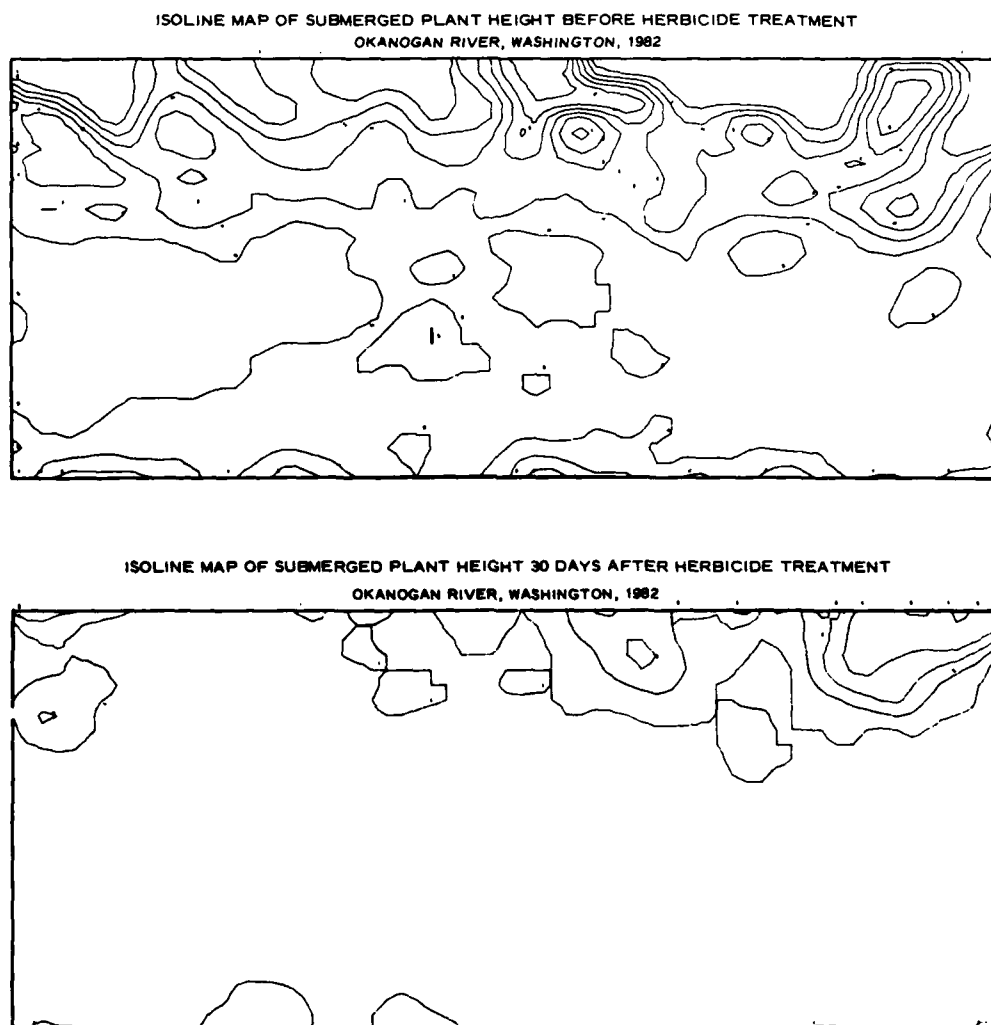 ISOLINE MAP OF SUBMERGED PLANT HEIGHT BEFORE HERBICIDE TREATMENT
OKANOGAN RIVER, WASHINGTON, 1982
ISOLINE MAP OF SUBMERGED PLANT HEIGHT 30 DAYS AFTER HERBICIDE TREATMENT
OKANOGAN RIVER, WASHINGTON, 1982